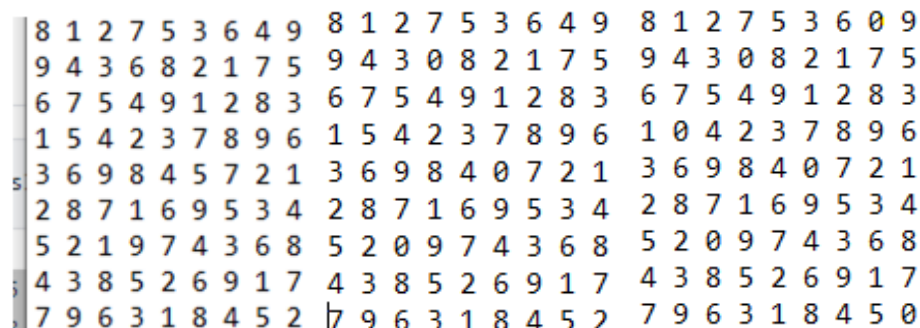 8 1 2 7 5 3 6 4 9
9 4 3 6 8 2 1 7 5
6 7 5 4 9 1 2 8 3
1 5 4 2 3 7 8 9 6
3 6 9 8 4 5 7 2 1
2 8 7 1 6 9 5 3 4
5 2 1 9 7 4 3 6 8
4 3 8 5 2 6 9 1 7
7 9 6 3 1 8 4 5 2
8 1 2 7 5 3 6 4 9
9 4 3 0 8 2 1 7 5
6 7 5 4 9 1 2 8 3
1 5 4 2 3 7 8 9 6
3 6 9 8 4 0 7 2 1
2 8 7 1 6 9 5 3 4
5 2 0 9 7 4 3 6 8
4 3 8 5 2 6 9 1 7
7 9 6 3 1 8 4 5 2
8 1 2 7 5 3 6 0 9
9 4 3 0 8 2 1 7 5
6 7 5 4 9 1 2 8 3
1 0 4 2 3 7 8 9 6
3 6 9 8 4 0 7 2 1
2 8 7 1 6 9 5 3 4
5 2 0 9 7 4 3 6 8
4 3 8 5 2 6 9 1 7
7 9 6 3 1 8 4 5 0